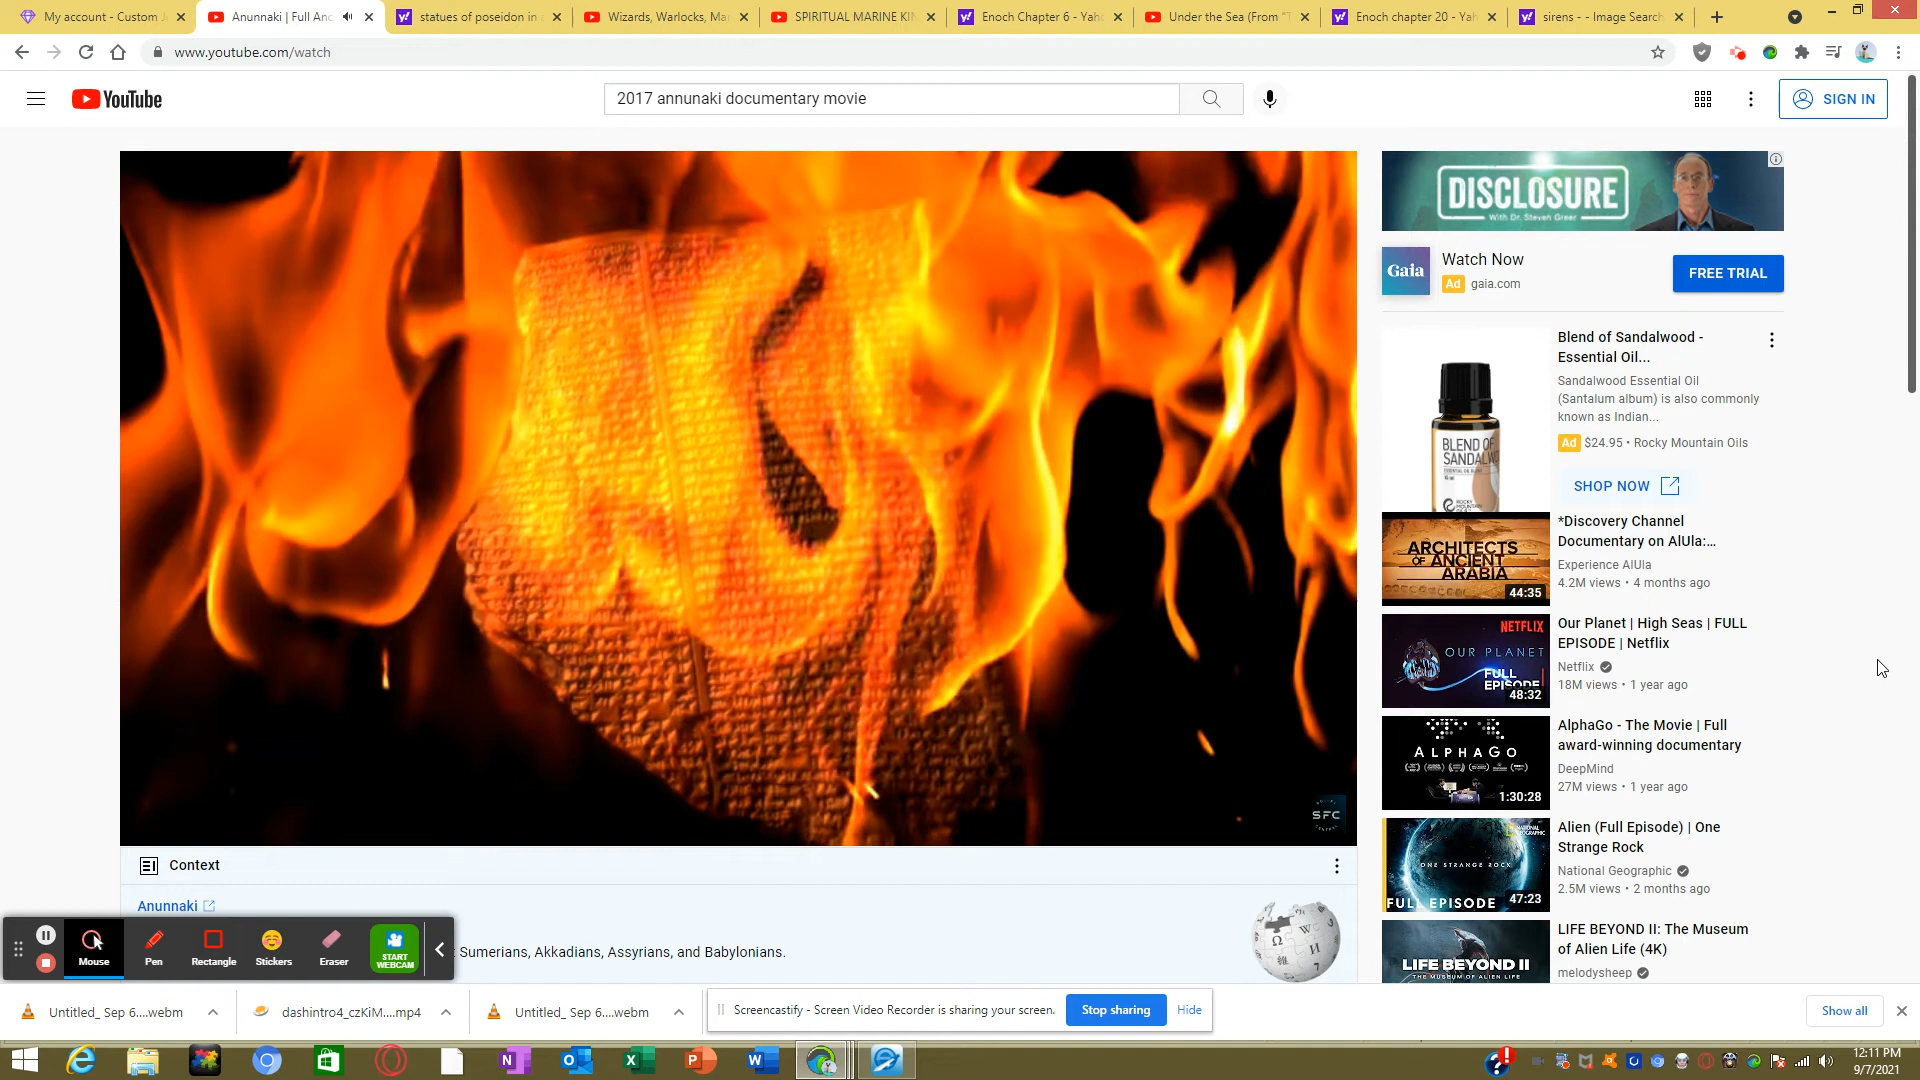 My account - Custom J
Anunnaki | Full Anc
statues of poseidon in
Wizards, Warlocks, Ma
SPIRITUAL MARINE KI
Enoch Chapter 6 - Yah
Under the Sea (From "T
Enoch chapter 20 - Yah
sirens - - Image Search
www.youtube.com/watch
YouTube
2017 annunaki documentary movie
SIGN IN
DISCLOSURE
With Dr. Steven Greer
Gaia
Watch Now
Ad gaia.com
FREE TRIAL
BLEND OF
SANDALW
Blend of Sandalwood -
Essential Oil...
Sandalwood Essential Oil
(Santalum album) is also commonly
known as Indian...
Ad $24.95 • Rocky Mountain Oils
SHOP NOW
ARCHITECTS
OF ANCIENT
ARABIA
44:35
*Discovery Channel
Documentary on AlUla:...
Experience AlUla
4.2M views • 4 months ago
NETFLIX
OUR PLANET
FULL
EPISODE
48:32
Our Planet | High Seas | FULL
EPISODE | Netflix
Netflix
18M views • 1 year ago
ALPHAGO
1:30:28
AlphaGo - The Movie | Full
award-winning documentary
DeepMind
27M views • 1 year ago
ONE STRANGE ROCK
FULL EPISODE
47:23
Alien (Full Episode) | One
Strange Rock
National Geographic
2.5M views • 2 months ago
LIFE BEYOND II
THE MUSEUM OF ALIEN LIFE
LIFE BEYOND II: The Museum
of Alien Life (4K)
melodysheep
SFC
Context
Anunnaki
Sumerians, Akkadians, Assyrians, and Babylonians.
Mouse
Pen
Rectangle
Stickers
Eraser
START
WEBCAM
Untitled_ Sep 6....webm
dashintro4_czKiM....mp4
Untitled_ Sep 6....webm
Screencastify - Screen Video Recorder is sharing your screen.
Stop sharing
Hide
Show all
12:11 PM
9/7/2021